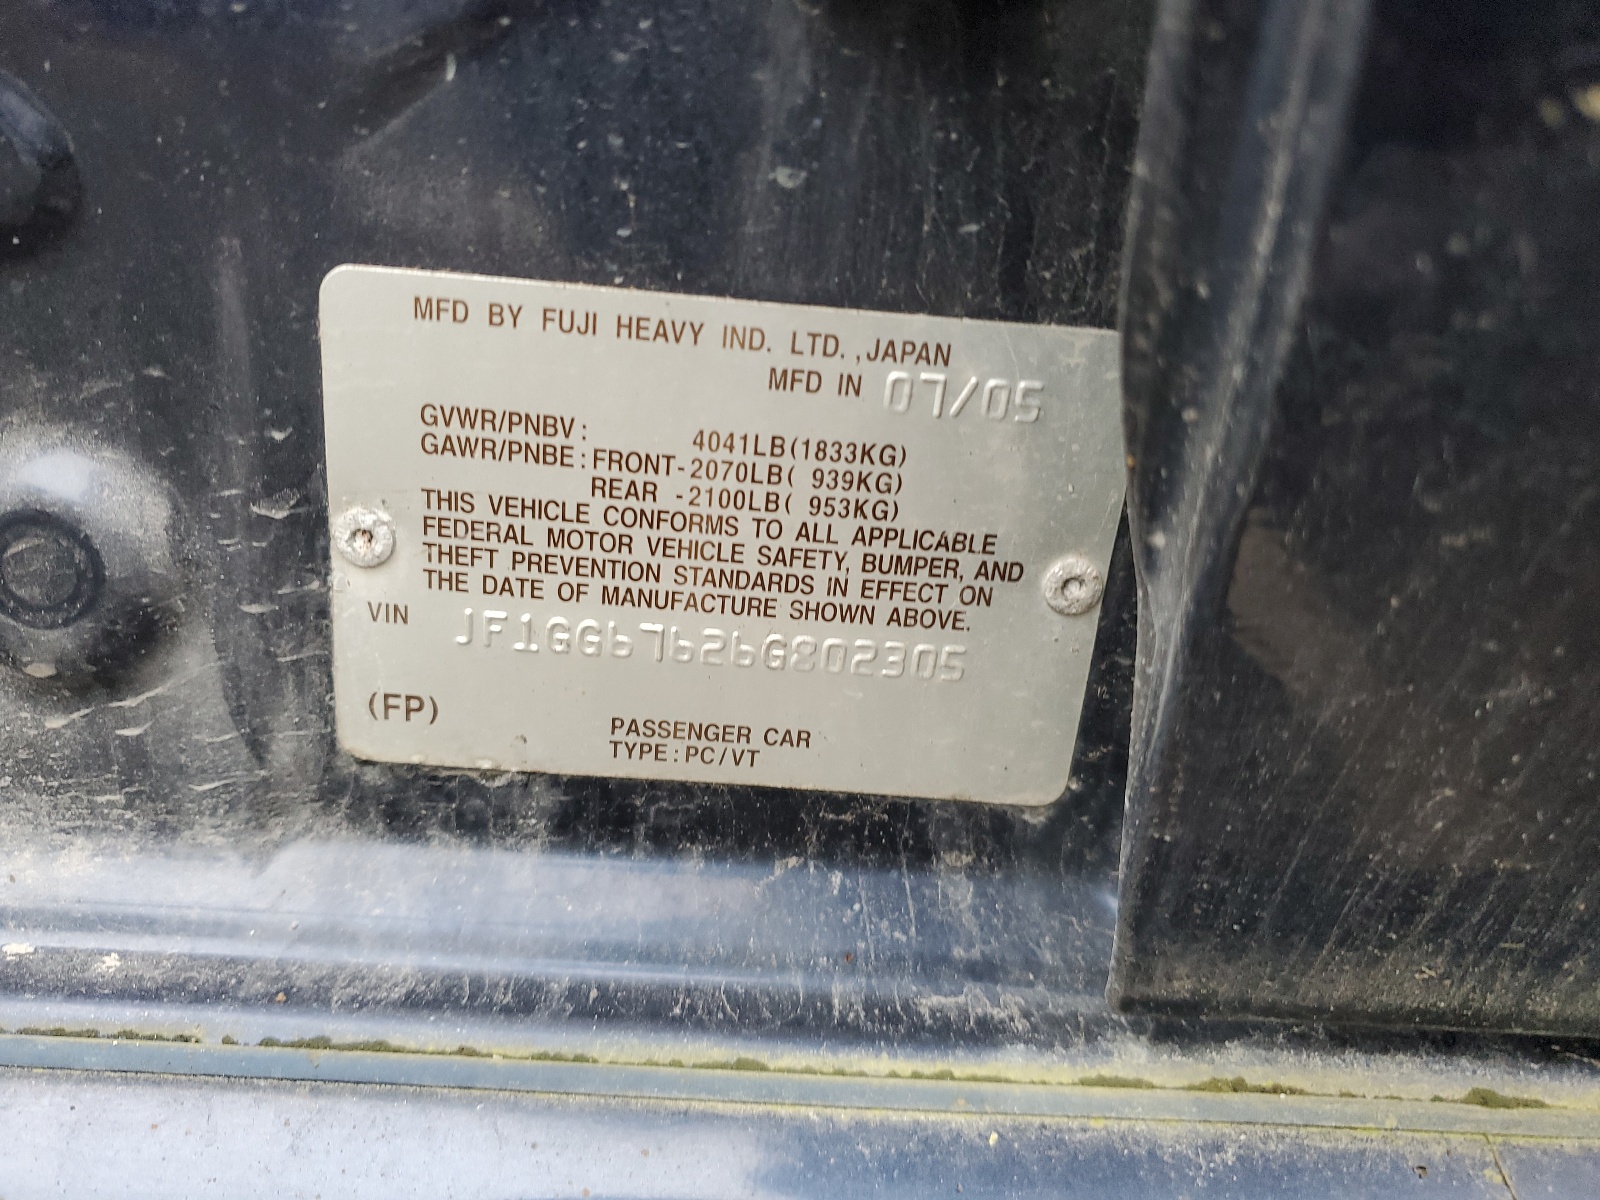 MFD BY FUJI HEAVY IND. LTD. ,JAPAN
MFD IN 07/05
GVWR/PNBV: 4041LB(1833KG)
GAWR/PNBE:FRONT-2070LB( 939KG)
REAR -2100LB( 953KG)
THIS VEHICLE CONFORMS TO ALL APPLICABLE
FEDERAL MOTOR VEHICLE SAFETY, BUMPER, AND
THEFT PREVENTION STANDARDS IN EFFECT ON
THE DATE OF MANUFACTURE SHOWN ABOVE.
VIN JF1GG67626G802305
(FP)
PASSENGER CAR
TYPE:PC/VT